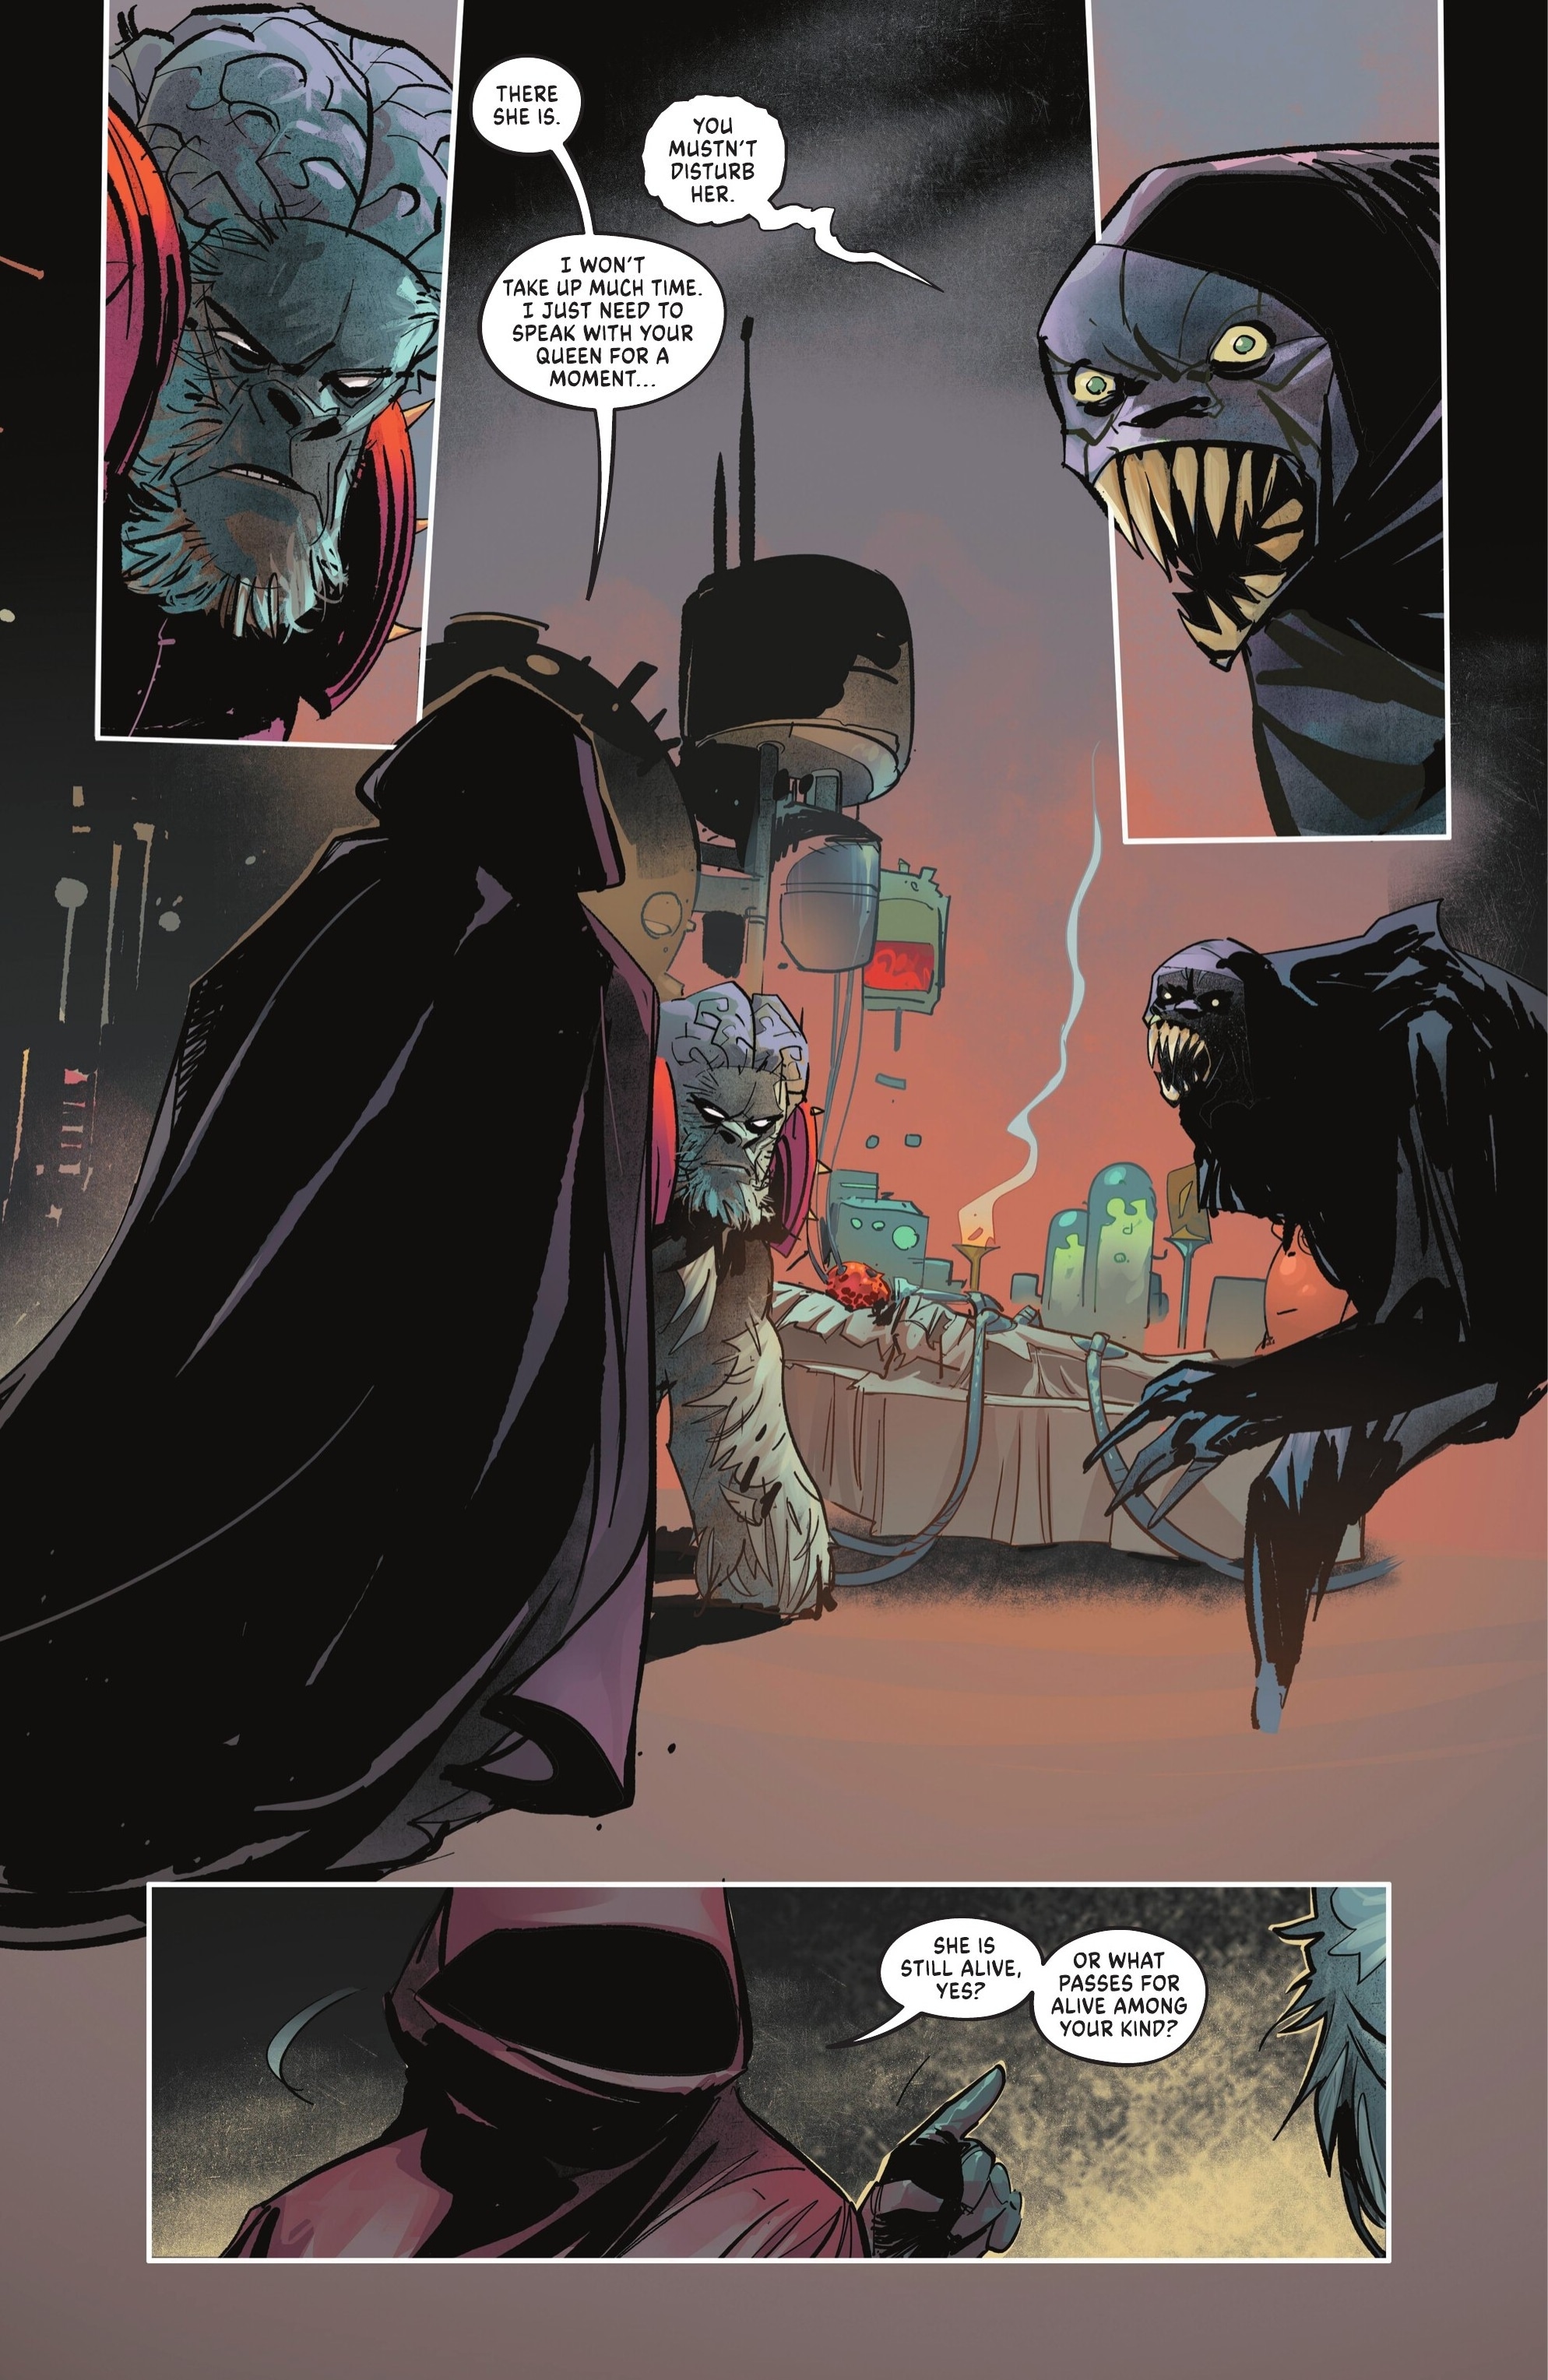 THERE
SHE IS.
YOU
MUSTN'T
DISTURB
HER.
I WON'T
TAKE UP MUCH TIME.
I JUST NEED TO
SPEAK WITH YOUR
QUEEN FOR A
MOMENT...
SHE IS
STILL ALIVE,
YES?
OR WHAT
PASSES FOR
ALIVE AMONG
YOUR KIND?